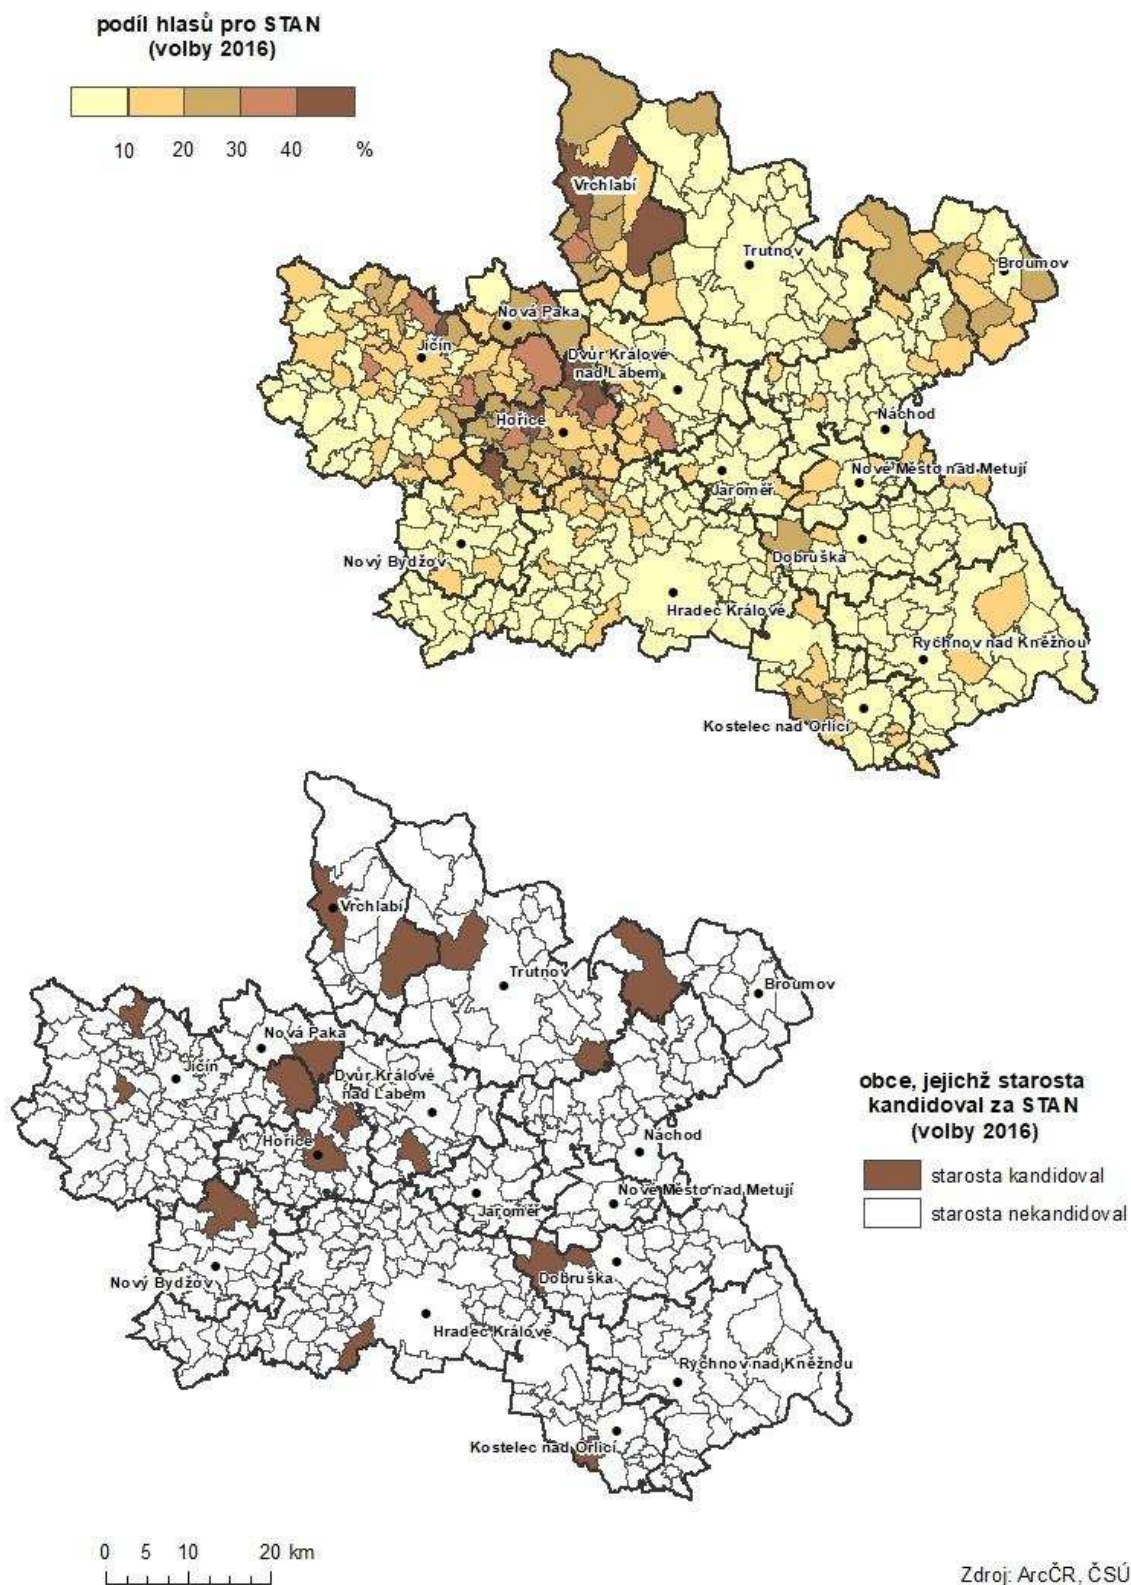 podíl hlasů pro STAN
(volby 2016)
10 20 30 40 %
Vrchlabí
Trutnov
Broumov
Nová Paka
Jičín
Dvůr Králové
nad Labem
Hořice
Náchod
Nové Město nad Metují
Jaroměř
Dobruška
Nový Bydžov
Hradec Králové
Rychnov nad Kněžnou
Kostelec nad Orlicí
Vrchlabí
Trutnov
Broumov
Nová Paka
Jičín
Dvůr Králové
nad Labem
obce, jejichž starosta
kandidoval za STAN
(volby 2016)
Hořice
Náchod
starosta kandidoval
Nové Město nad Metují
Jaroměř
starosta nekandidoval
Dobruška
Nový Bydžov
Hradec Králové
Rychnov nad Kněžnou
Kostelec nad Orlicí
0 5 10 20 km
Zdroj: ArcČR, ČSÚ